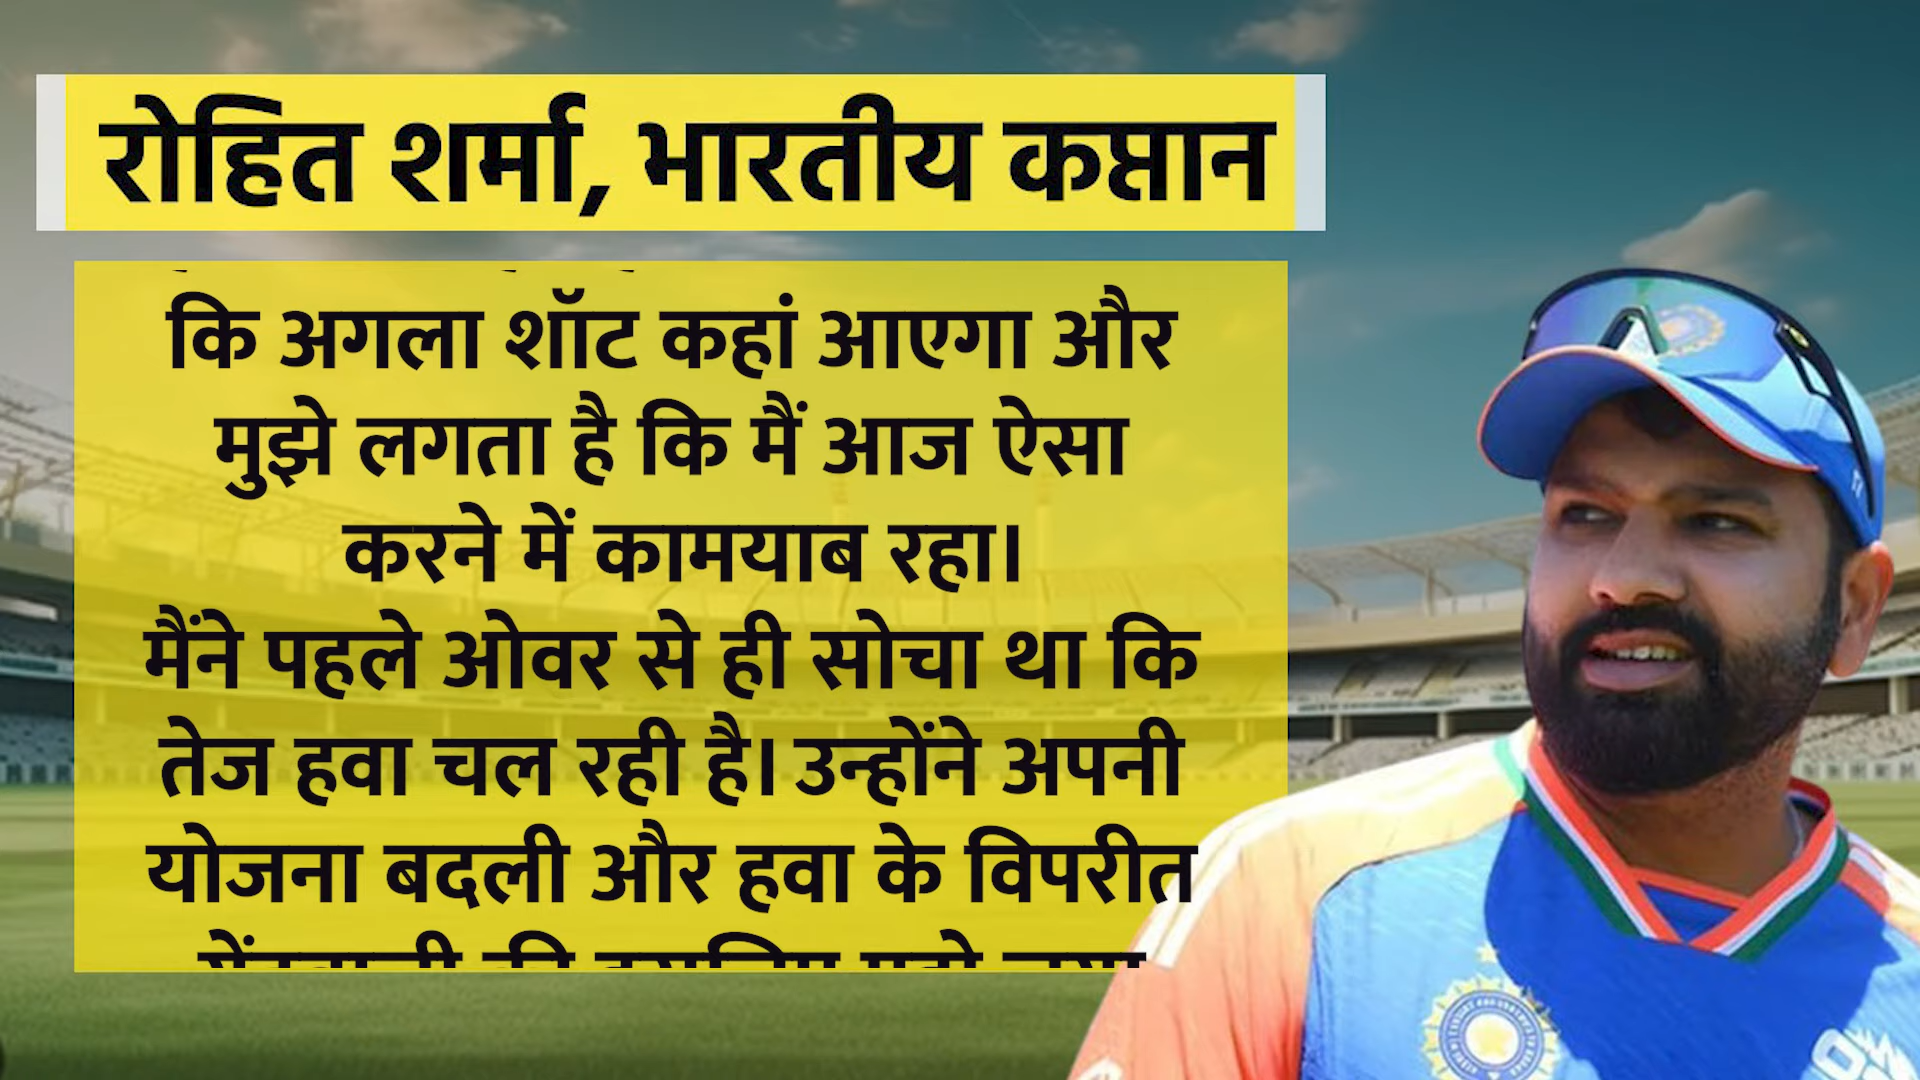 रोहित शर्मा, भारतीय कप्तान
कि अगला शॉट कहां आएगा और
मुझे लगता है कि मैं आज ऐसा
करने में कामयाब रहा।
मैंने पहले ओवर से ही सोचा था कि
तेज हवा चल रही है। उन्होंने अपनी
योजना बदली और हवा के विपरीत